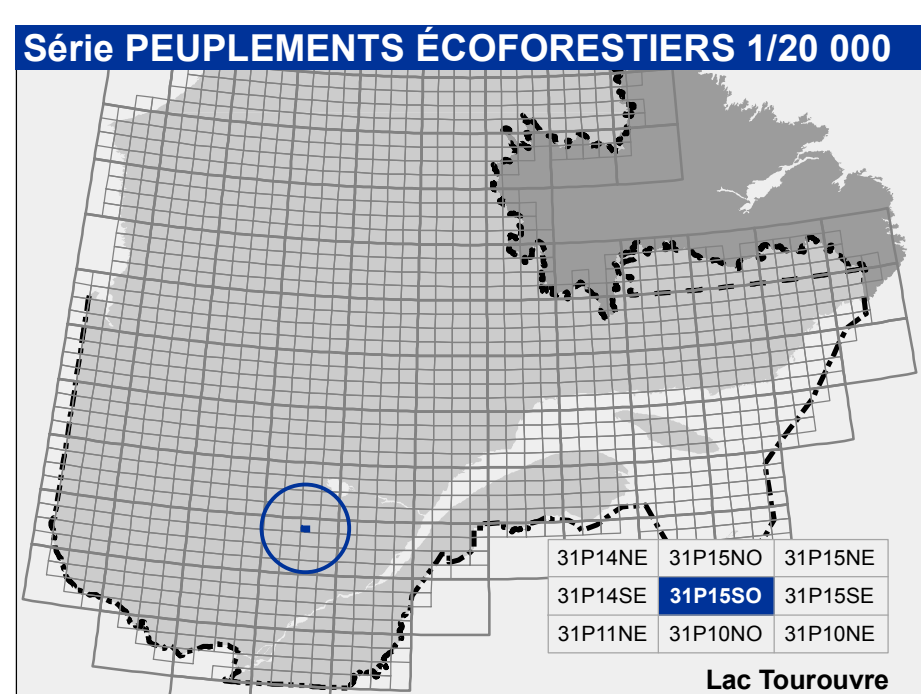 Série PEUPLEMENTS ÉCOFORESTIERS 1/20 000
31P14NE 31P15NO 31P15NE
31P14SE 31P15SO 31P15SE
31P11NE 31P10NO 31P10NE
Lac Tourouvre